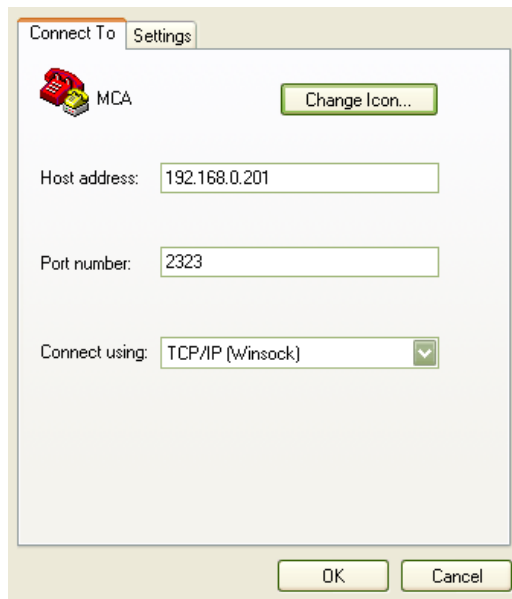 Connect To Settings
MCA Change Icon...
Host address: 192.168.0.201
Port number: 2323
Connect using: TCP/IP (Winsock)
OK Cancel